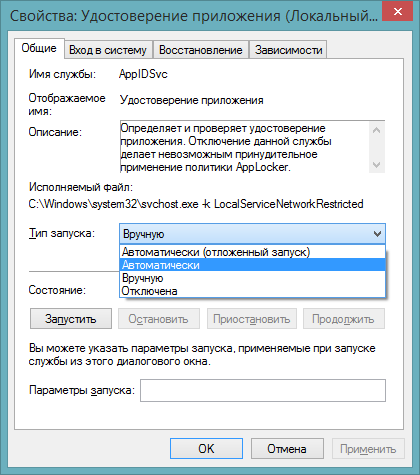 Свойства: Удостоверение приложения (Локальный...
Общие Вход в систему Восстановление Зависимости
Имя службы: AppIDSvc
Отображаемое имя: Удостоверение приложения
Описание: Определяет и проверяет удостоверение
приложения. Отключение данной службы
делает невозможным принудительное
применение политики AppLocker.
Исполняемый файл:
C:\Windows\system32\svchost.exe -k LocalServiceNetworkRestricted
Тип запуска: Вручную
Автоматически (отложенный запуск)
Автоматически
Вручную
Отключена
Состояние:
Запустить Остановить Приостановить Продолжить
Вы можете указать параметры запуска, применяемые при запуске
службы из этого диалогового окна.
Параметры запуска:
OK Отмена Применить